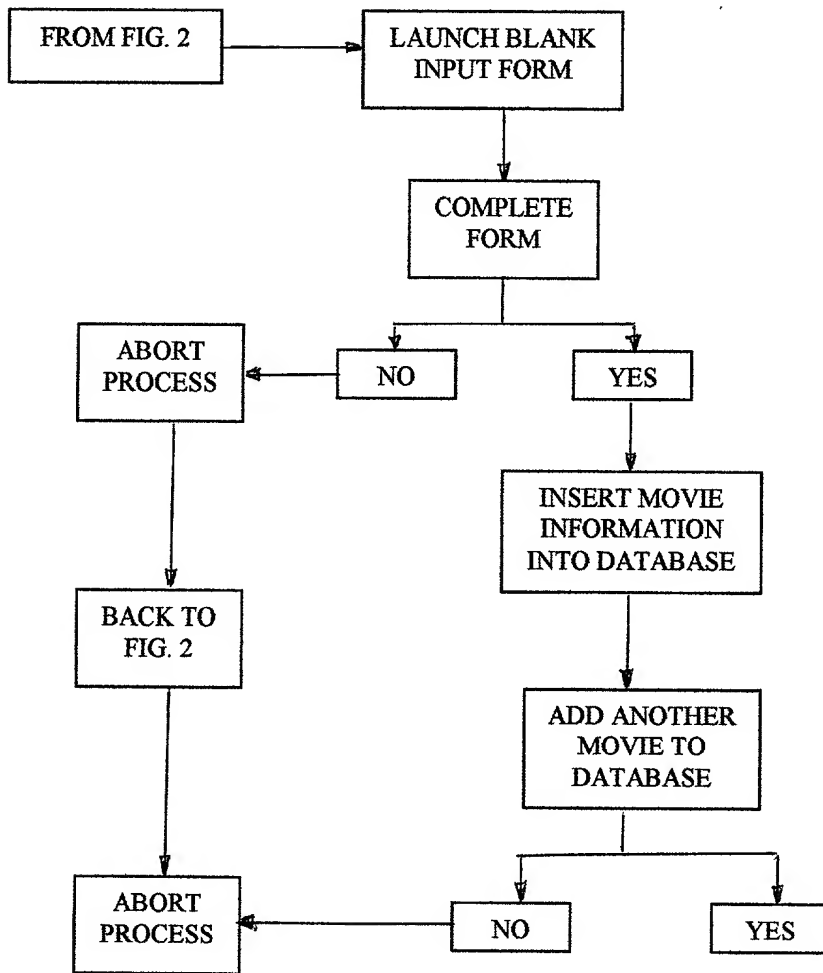 FROM FIG. 2
LAUNCH BLANK
INPUT FORM
COMPLETE
FORM
ABORT
PROCESS
NO
YES
INSERT MOVIE
INFORMATION
INTO DATABASE
BACK TO
FIG. 2
ADD ANOTHER
MOVIE TO
DATABASE
ABORT
PROCESS
NO
YES